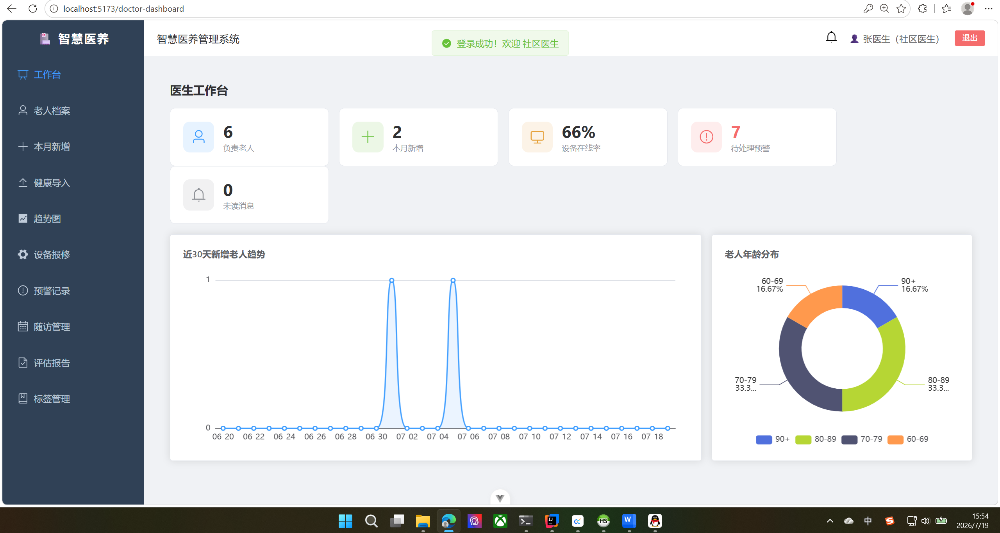 localhost:5173/doctor-dashboard
智慧医养
智慧医养管理系统
登录成功！欢迎 社区医生
张医生（社区医生）
退出
工作台
老人档案
本月新增
健康导入
趋势图
设备报修
预警记录
随访管理
评估报告
标签管理
医生工作台
6
负责老人
2
本月新增
66%
设备在线率
7
待处理预警
0
未读消息
近30天新增老人趋势
1
0
06-20 06-22 06-24 06-26 06-28 06-30 07-02 07-04 07-06 07-08 07-10 07-12 07-14 07-16 07-18
老人年龄分布
60-69
16.67%
90+
16.67%
70-79
33.3...
80-89
33.3...
90+ 80-89 70-79 60-69
中
15:54
2026/7/19